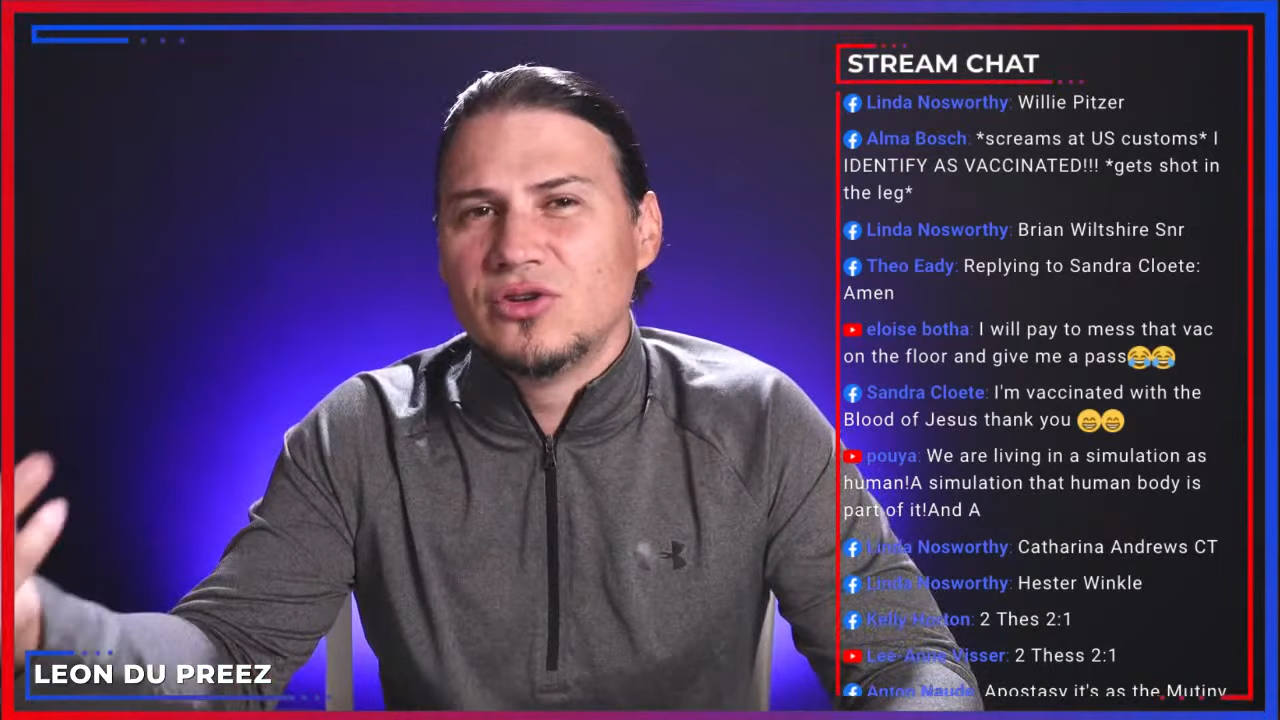 STREAM CHAT
Linda Nosworthy: Willie Pitzer
Alma Bosch: *screams at US customs* I
IDENTIFY AS VACCINATED!!! *gets shot in
the leg*
Linda Nosworthy: Brian Wiltshire Snr
Theo Eady: Replying to Sandra Cloete:
Amen
eloise botha: I will pay to mess that vac
on the floor and give me a pass😂😂
Sandra Cloete: I'm vaccinated with the
Blood of Jesus thank you 😁😁
pouya: We are living in a simulation as
human!A simulation that human body is
part of it!And A
Linda Nosworthy: Catharina Andrews CT
Linda Nosworthy: Hester Winkle
Kelly Horton: 2 Thes 2:1
Lee-Anne Visser: 2 Thess 2:1
Anton Naude: Apostasy it's as the Mutiny
LEON DU PREEZ